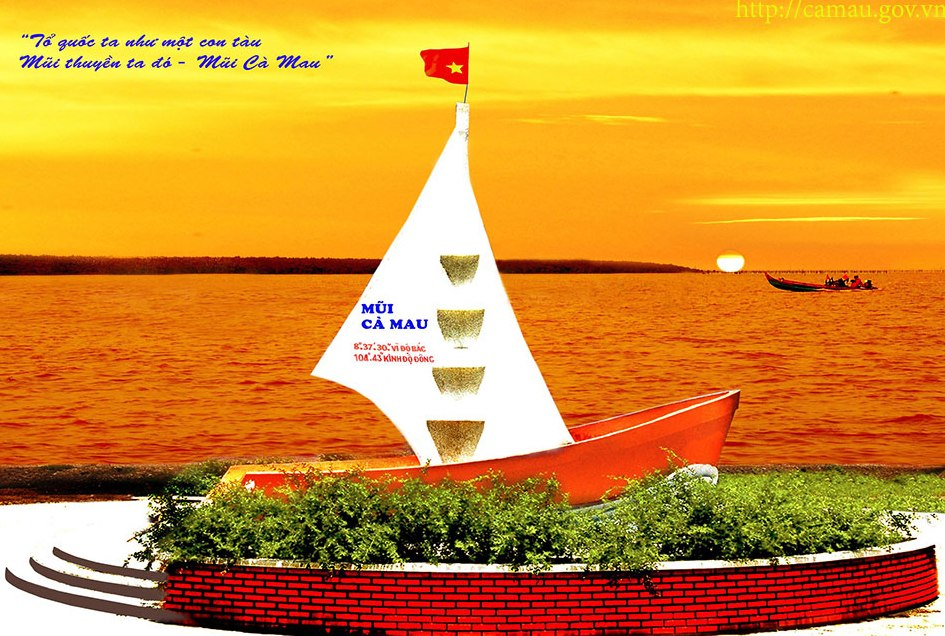 http://camau.gov.vn
“Tổ quốc ta như một con tàu
Mũi thuyền ta đó - Mũi Cà Mau”
MŨI
CÀ MAU
8°.37'.30" VĨ ĐỘ BẮC
104°.43' KINH ĐỘ ĐÔNG